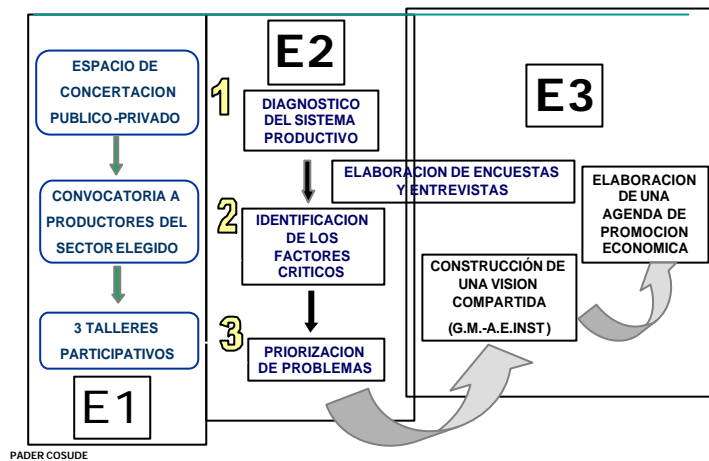 ESPACIO DE
CONCERTACION
PUBLICO-PRIVADO
CONVOCATORIA A
PRODUCTORES DEL
SECTOR ELEGIDO
3 TALLERES
PARTICIPATIVOS
E1
E2
1
DIAGNOSTICO
DEL SISTEMA
PRODUCTIVO
ELABORACION DE ENCUESTAS
Y ENTREVISTAS
2
IDENTIFICACION
DE LOS
FACTORES
CRITICOS
3
PRIORIZACION
DE PROBLEMAS
E3
CONSTRUCCIÓN DE
UNA VISION
COMPARTIDA
(G.M.-A.E.INST)
ELABORACION
DE UNA
AGENDA DE
PROMOCION
ECONOMICA
PADER COSUDE